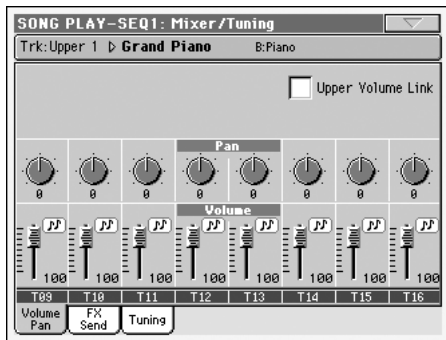 SONG PLAY-SEQ1: Mixer/Tuning
Trk: Upper 1 Grand Piano B:Piano
Upper Volume Link
Pan
0 0 0 0 0 0 0 0
Volume
100 100 100 100 100 100 100 100
T09 T10 T11 T12 T13 T14 T15 T16
Volume Pan FX Send Tuning